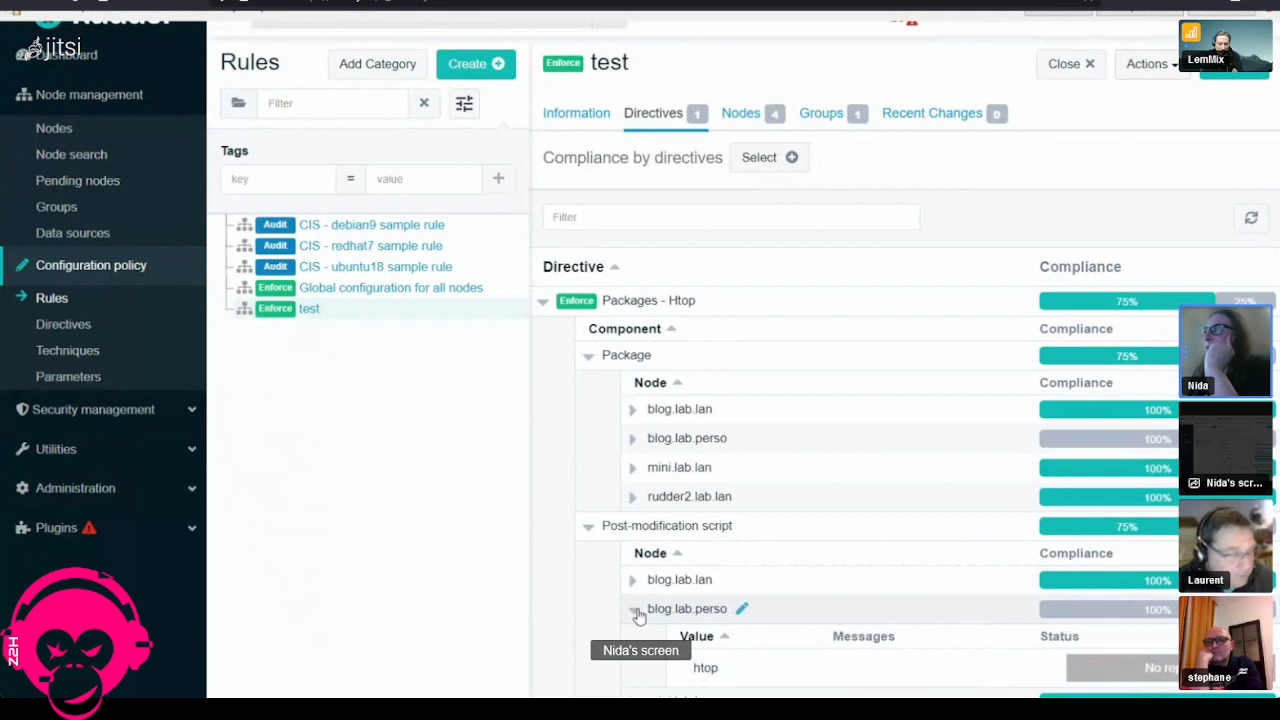 jitsi
Dashboard
Node management
Nodes
Node search
Pending nodes
Groups
Data sources
Configuration policy
Rules
Directives
Techniques
Parameters
Security management
Utilities
Administration
Plugins
Z2H
Rules
Add Category
Create
Filter
Tags
key = value
Audit CIS - debian9 sample rule
Audit CIS - redhat7 sample rule
Audit CIS - ubuntu18 sample rule
Enforce Global configuration for all nodes
Enforce test
Enforce test
Close
Actions
Information Directives 1 Nodes 4 Groups 1 Recent Changes 0
Compliance by directives Select
Filter
Directive Compliance
Enforce Packages - Htop 75% 25%
Component Compliance
Package 75%
Node Compliance
blog.lab.lan 100%
blog.lab.perso 100%
mini.lab.lan 100%
rudder2.lab.lan 100%
Post-modification script 75%
Node Compliance
blog.lab.lan 100%
blog.lab.perso 100%
Value Messages Status
Nida's screen
htop No rep
LemMix
Nida
Nida's scr...
Laurent
stephane